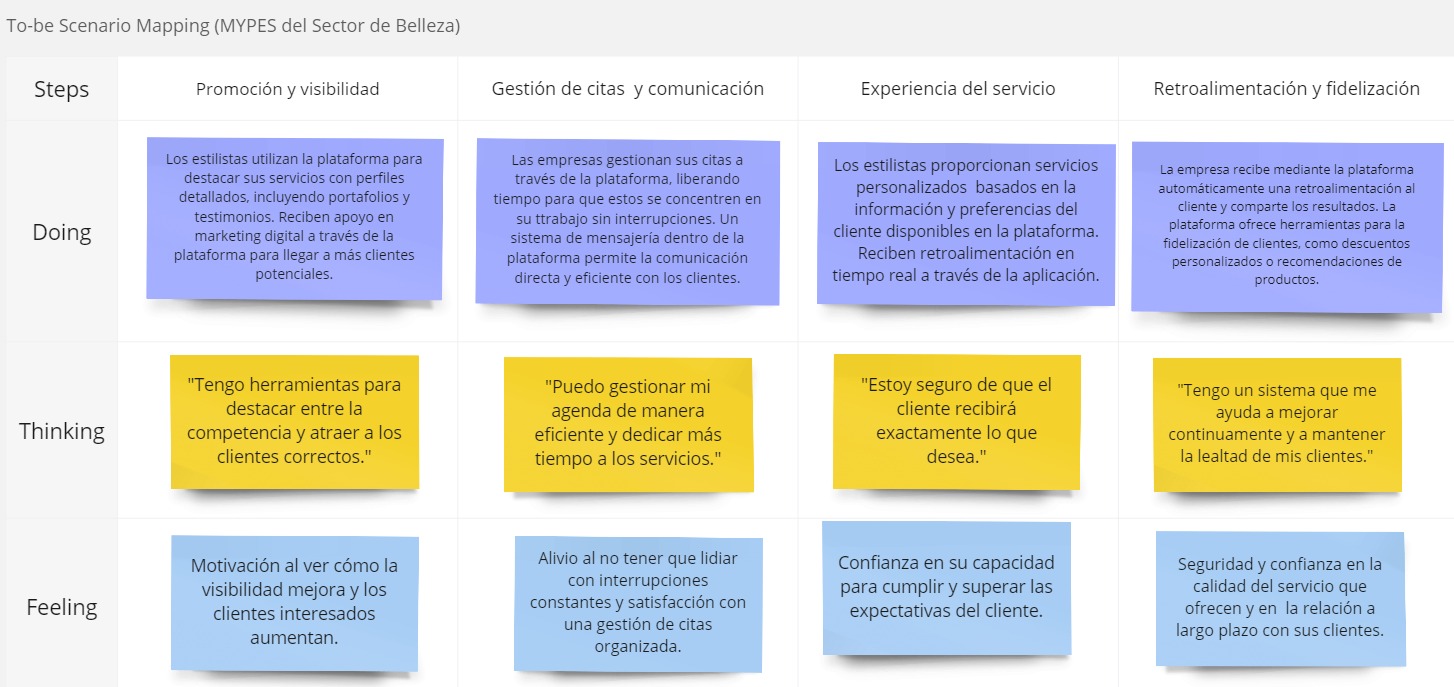 To-be Scenario Mapping (MYPES del Sector de Belleza)
Steps
Promoción y visibilidad
Gestión de citas y comunicación
Experiencia del servicio
Retroalimentación y fidelización
Doing
Los estilistas utilizan la plataforma para
destacar sus servicios con perfiles
detallados, incluyendo portafolios y
testimonios. Reciben apoyo en
marketing digital a través de la
plataforma para llegar a más clientes
potenciales.
Las empresas gestionan sus citas a
través de la plataforma, liberando
tiempo para que estos se concentren en
su ttrabajo sin interrupciones. Un
sistema de mensajería dentro de la
plataforma permite la comunicación
directa y eficiente con los clientes.
Los estilistas proporcionan servicios
personalizados basados en la
información y preferencias del
cliente disponibles en la plataforma.
Reciben retroalimentación en
tiempo real a través de la aplicación.
La empresa recibe mediante la plataforma
automáticamente una retroalimentación al
cliente y comparte los resultados. La
plataforma ofrece herramientas para la
fidelización de clientes, como descuentos
personalizados o recomendaciones de
productos.
Thinking
"Tengo herramientas para
destacar entre la
competencia y atraer a los
clientes correctos."
"Puedo gestionar mi
agenda de manera
eficiente y dedicar más
tiempo a los servicios."
"Estoy seguro de que el
cliente recibirá
exactamente lo que
desea."
"Tengo un sistema que me
ayuda a mejorar
continuamente y a mantener
la lealtad de mis clientes."
Feeling
Motivación al ver cómo la
visibilidad mejora y los
clientes interesados
aumentan.
Alivio al no tener que lidiar
con interrupciones
constantes y satisfacción con
una gestión de citas
organizada.
Confianza en su capacidad
para cumplir y superar las
expectativas del cliente.
Seguridad y confianza en la
calidad del servicio que
ofrecen y en la relación a
largo plazo con sus clientes.